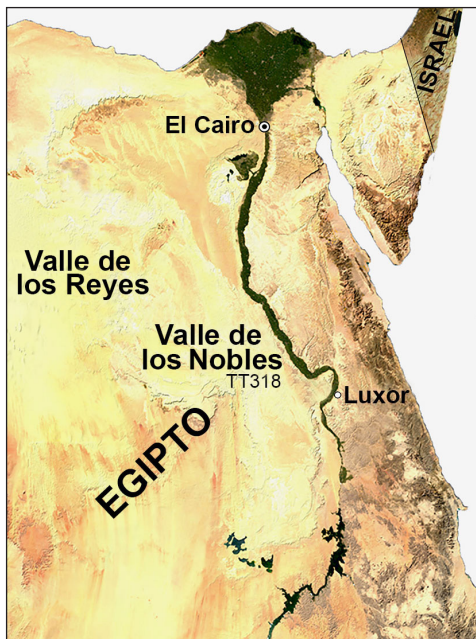 ISRAEL
El Cairo
Valle de
los Reyes
Valle de
los Nobles
TT318
Luxor
EGIPTO